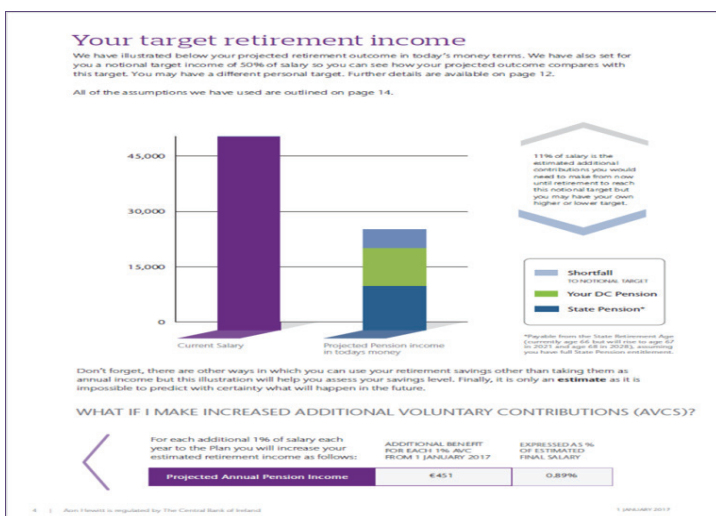 Your target retirement income
We have illustrated below your projected retirement outcome in today's money terms. We have also set for
you a notional target income of 50% of salary so you can see how your projected outcome compares with
this target. You may have a different personal target. Further details are available on page 12.
All of the assumptions we have used are outlined on page 14.
45,000
30,000
15,000
0
Current Salary
Projected Pension income
in todays money
11% of salary is the
estimated additional
contributions you would
need to make from now
until retirement to reach
this notional target but
you may have your own
higher or lower target.
Shortfall
TO NOTIONAL TARGET
Your DC Pension
State Pension*
*Payable from the State Retirement Age
(currently age 66 but will rise to age 67
in 2021 and age 68 in 2028), assuming
you have full State Pension entitlement.
Don't forget, there are other ways in which you can use your retirement savings other than taking them as
annual income but this illustration will help you assess your savings level. Finally, it is only an estimate as it is
impossible to predict with certainty what will happen in the future.
WHAT IF I MAKE INCREASED ADDITIONAL VOLUNTARY CONTRIBUTIONS (AVCS)?
For each additional 1% of salary each
year to the Plan you will increase your
estimated retirement income as follows:
ADDITIONAL BENEFIT
FOR EACH 1% AVC
FROM 1 JANUARY 2017
EXPRESSED AS %
OF ESTIMATED
FINAL SALARY
Projected Annual Pension Income
€451
0.89%
4 | Aon Hewitt is regulated by The Central Bank of Ireland
1 JANUARY 2017